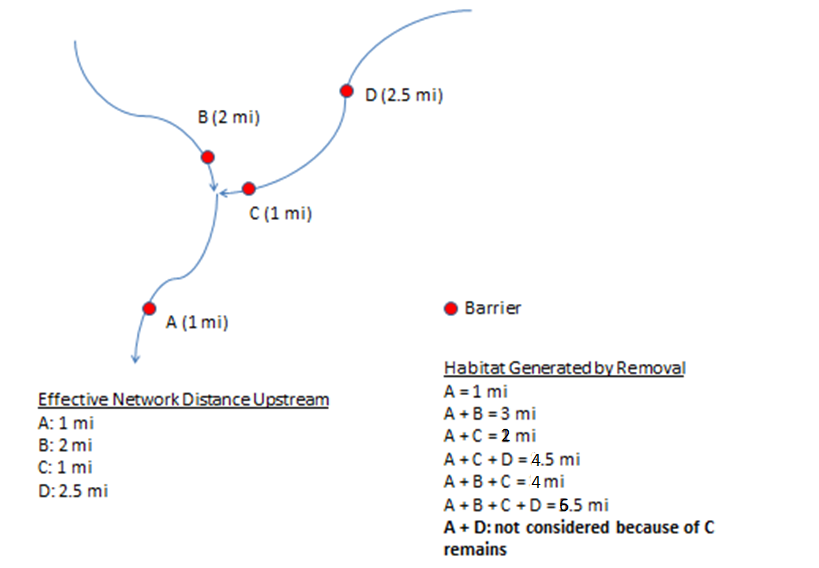 B (2 mi)
D (2.5 mi)
C (1 mi)
A (1 mi)
Barrier
Effective Network Distance Upstream
A: 1 mi
B: 2 mi
C: 1 mi
D: 2.5 mi
Habitat Generated by Removal
A = 1 mi
A + B = 3 mi
A + C = 2 mi
A + C + D = 4.5 mi
A + B + C = 4 mi
A + B + C + D = 6.5 mi
A + D: not considered because of C
remains